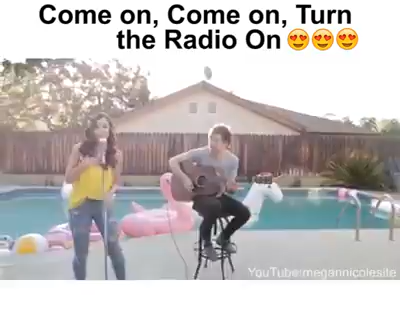 Come on, Come on, Turn
the Radio On 😍😍😍
YouTube:megannicolesite